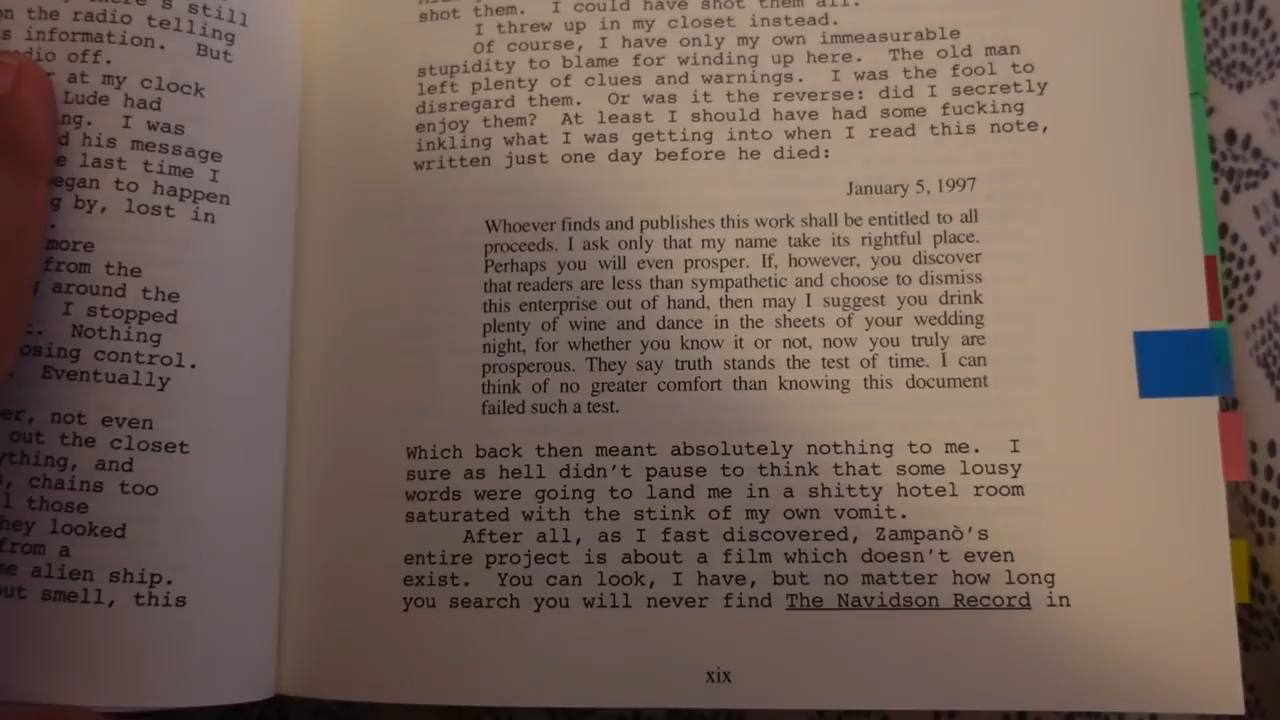 s still
n the radio telling
s information. But
dio off.
r at my clock
Lude had
ng. I was
d his message
e last time I
egan to happen
g by, lost in
.
more
from the
around the
I stopped
. Nothing
osing control.
. Eventually
er, not even
out the closet
ything, and
s, chains too
l those
hey looked
from a
me alien ship.
out smell, this
shot them. I could have shot them all.
I threw up in my closet instead.
Of course, I have only my own immeasurable
stupidity to blame for winding up here. The old man
left plenty of clues and warnings. I was the fool to
disregard them. Or was it the reverse: did I secretly
enjoy them? At least I should have had some fucking
inkling what I was getting into when I read this note,
written just one day before he died:
January 5, 1997
Whoever finds and publishes this work shall be entitled to all
proceeds. I ask only that my name take its rightful place.
Perhaps you will even prosper. If, however, you discover
that readers are less than sympathetic and choose to dismiss
this enterprise out of hand, then may I suggest you drink
plenty of wine and dance in the sheets of your wedding
night, for whether you know it or not, now you truly are
prosperous. They say truth stands the test of time. I can
think of no greater comfort than knowing this document
failed such a test.
Which back then meant absolutely nothing to me. I
sure as hell didn't pause to think that some lousy
words were going to land me in a shitty hotel room
saturated with the stink of my own vomit.
After all, as I fast discovered, Zampanò's
entire project is about a film which doesn't even
exist. You can look, I have, but no matter how long
you search you will never find The Navidson Record in
xix